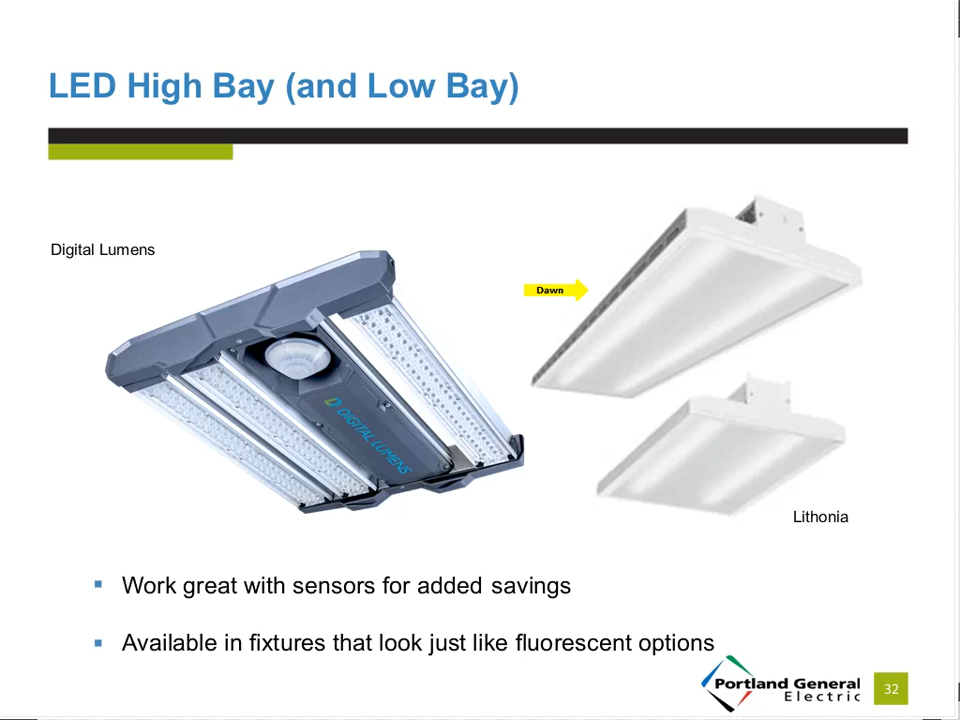 LED High Bay (and Low Bay)
Digital Lumens
Dawn
DIGITAL LUMENS
Lithonia
▪ Work great with sensors for added savings
▪ Available in fixtures that look just like fluorescent options
Portland General
Electric
32